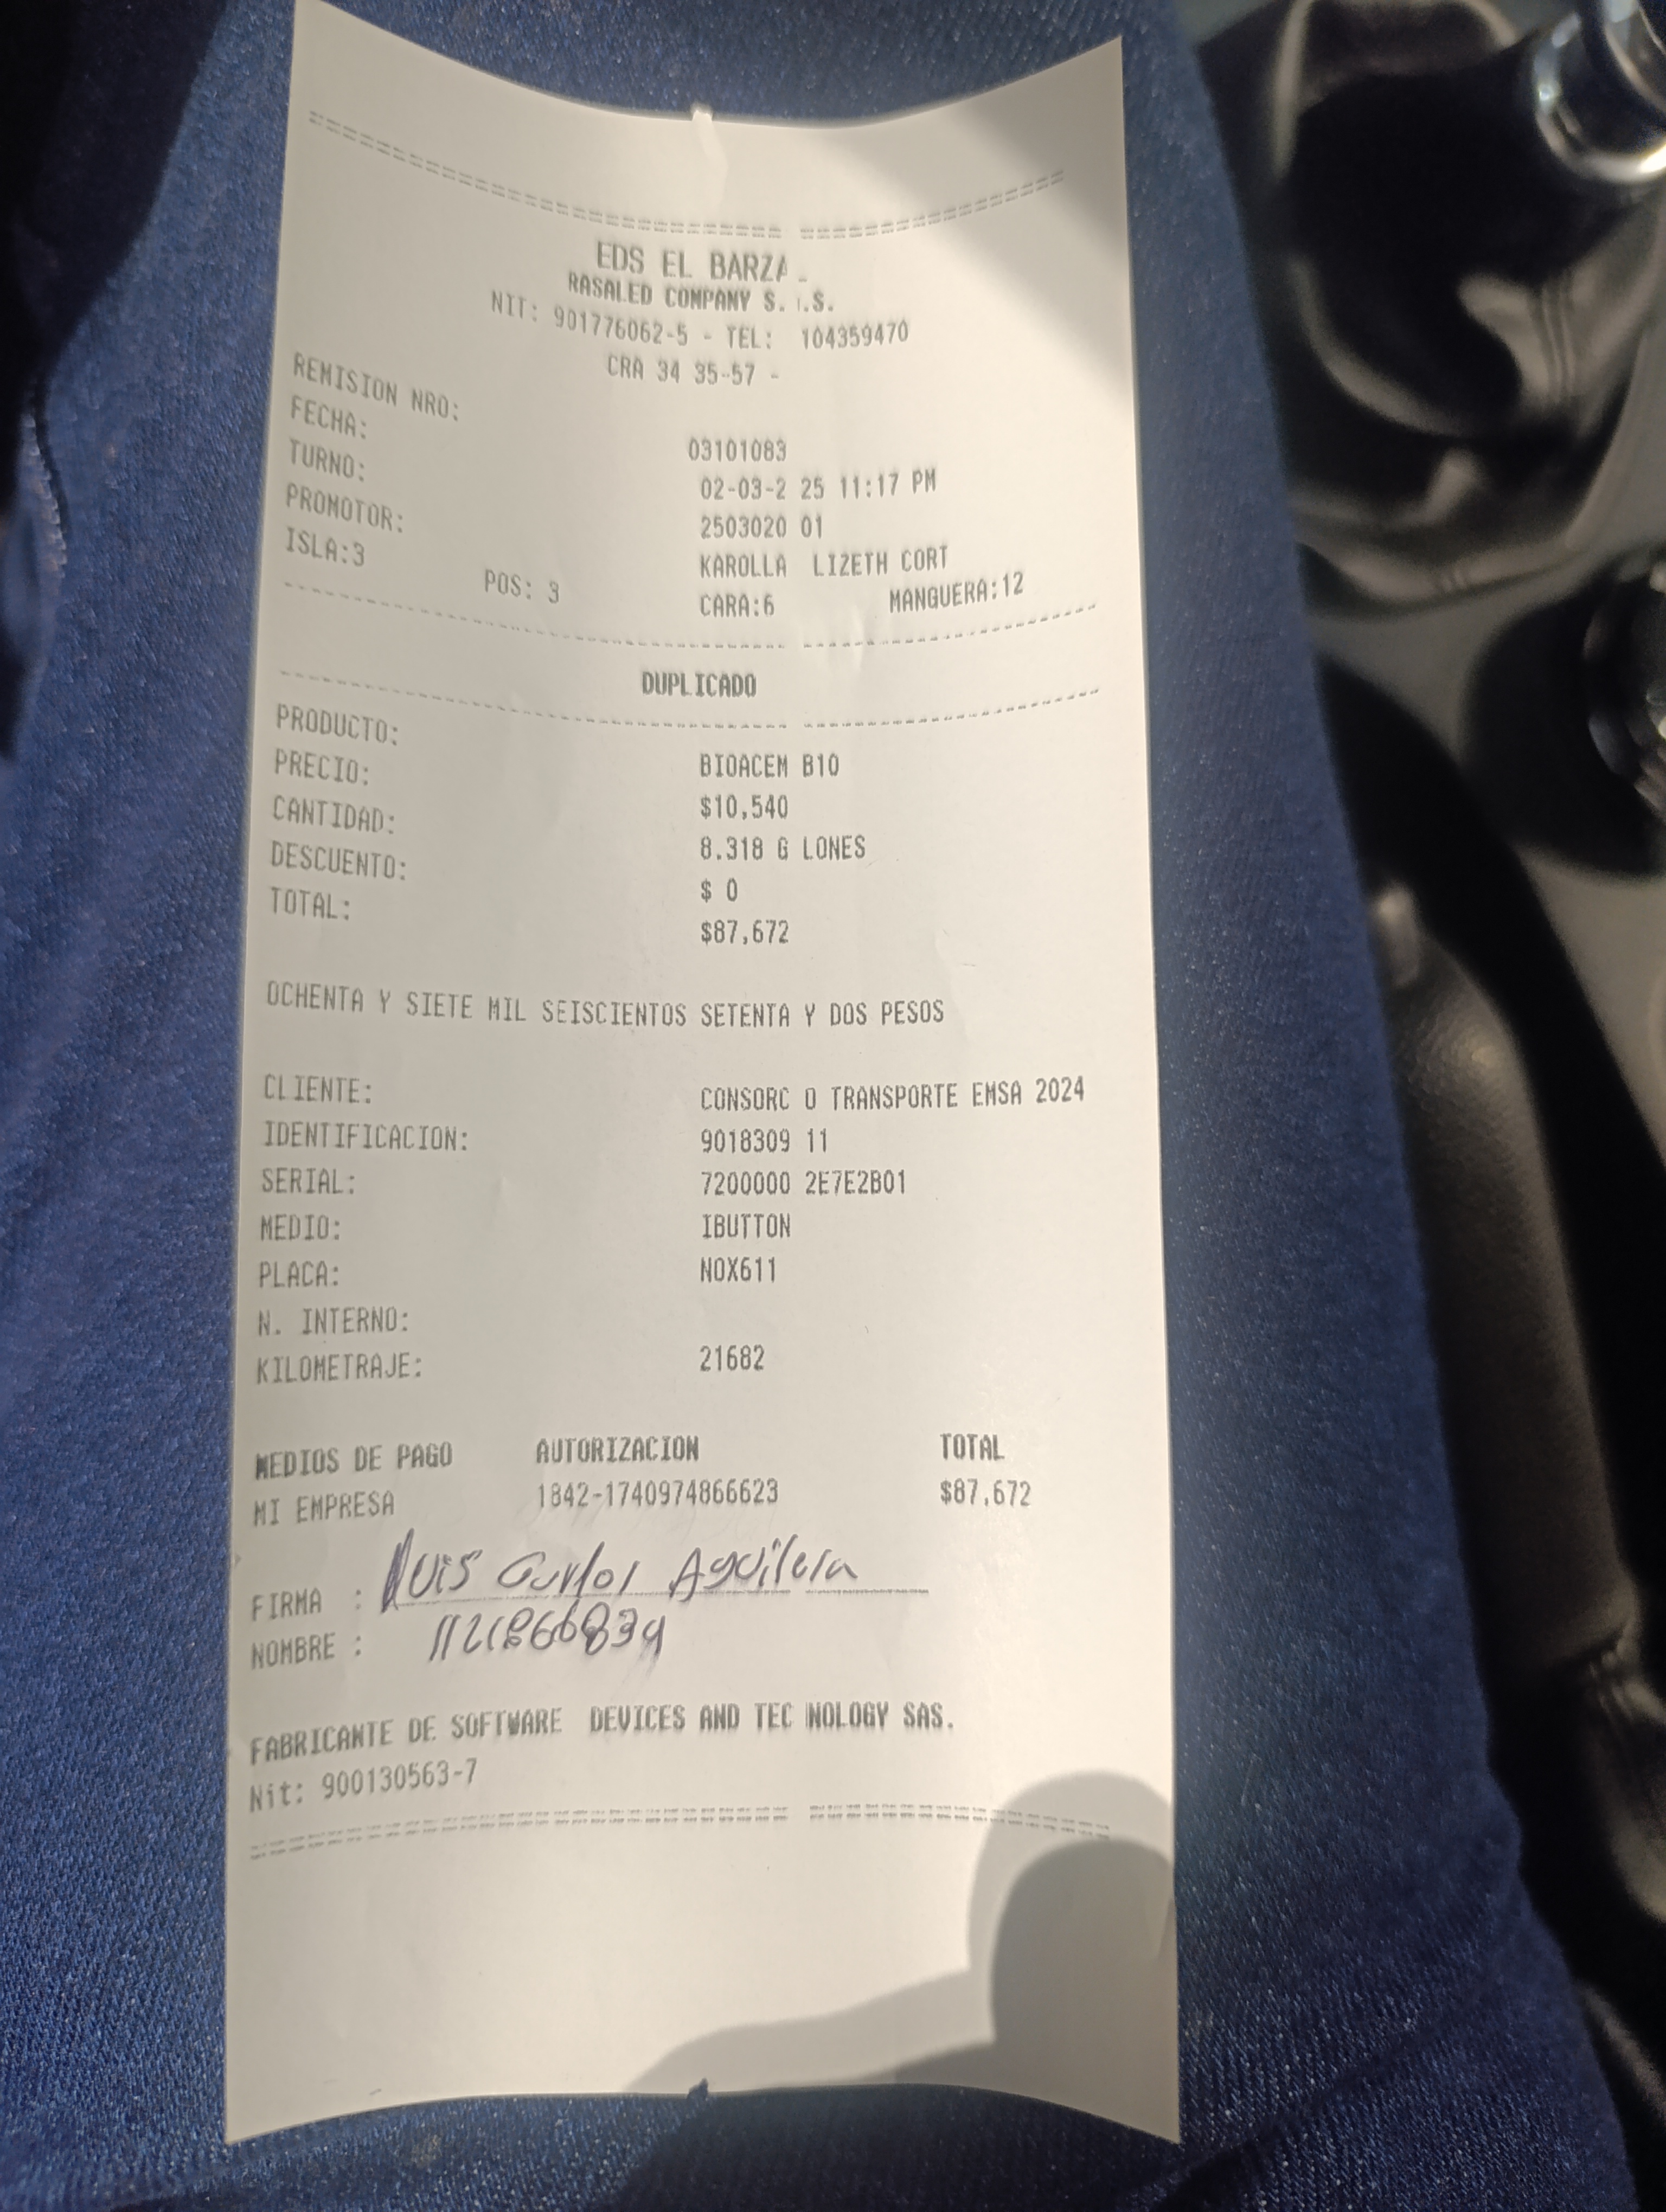 EDS EL BARZA
RASALED COMPANY S. .S.
NIT: 901776062-5 - TEL: 104359470
CRA 34 35-57 -
REMISION NRO: 03101083
FECHA: 02-03-2 25 11:17 PM
TURNO: 2503020 01
PROMOTOR: KAROLLA LIZETH CORT
ISLA:3 POS: 3 CARA:6 MANGUERA:12
DUPLICADO
PRODUCTO: BIOACEM B10
PRECIO: $10,540
CANTIDAD: 8.318 G LONES
DESCUENTO: $ 0
TOTAL: $87,672
OCHENTA Y SIETE MIL SEISCIENTOS SETENTA Y DOS PESOS
CLIENTE: CONSORC O TRANSPORTE EMSA 2024
IDENTIFICACION: 9018309 11
SERIAL: 7200000 2E7E2B01
MEDIO: IBUTTON
PLACA: NOX611
N. INTERNO:
KILOMETRAJE: 21682
MEDIOS DE PAGO AUTORIZACION TOTAL
MI EMPRESA 1842-1740974866623 $87,672
FIRMA : Luis Carlos Aguilera
NOMBRE : 1121866839
FABRICANTE DE SOFTWARE DEVICES AND TEC NOLOGY SAS.
Nit: 900130563-7